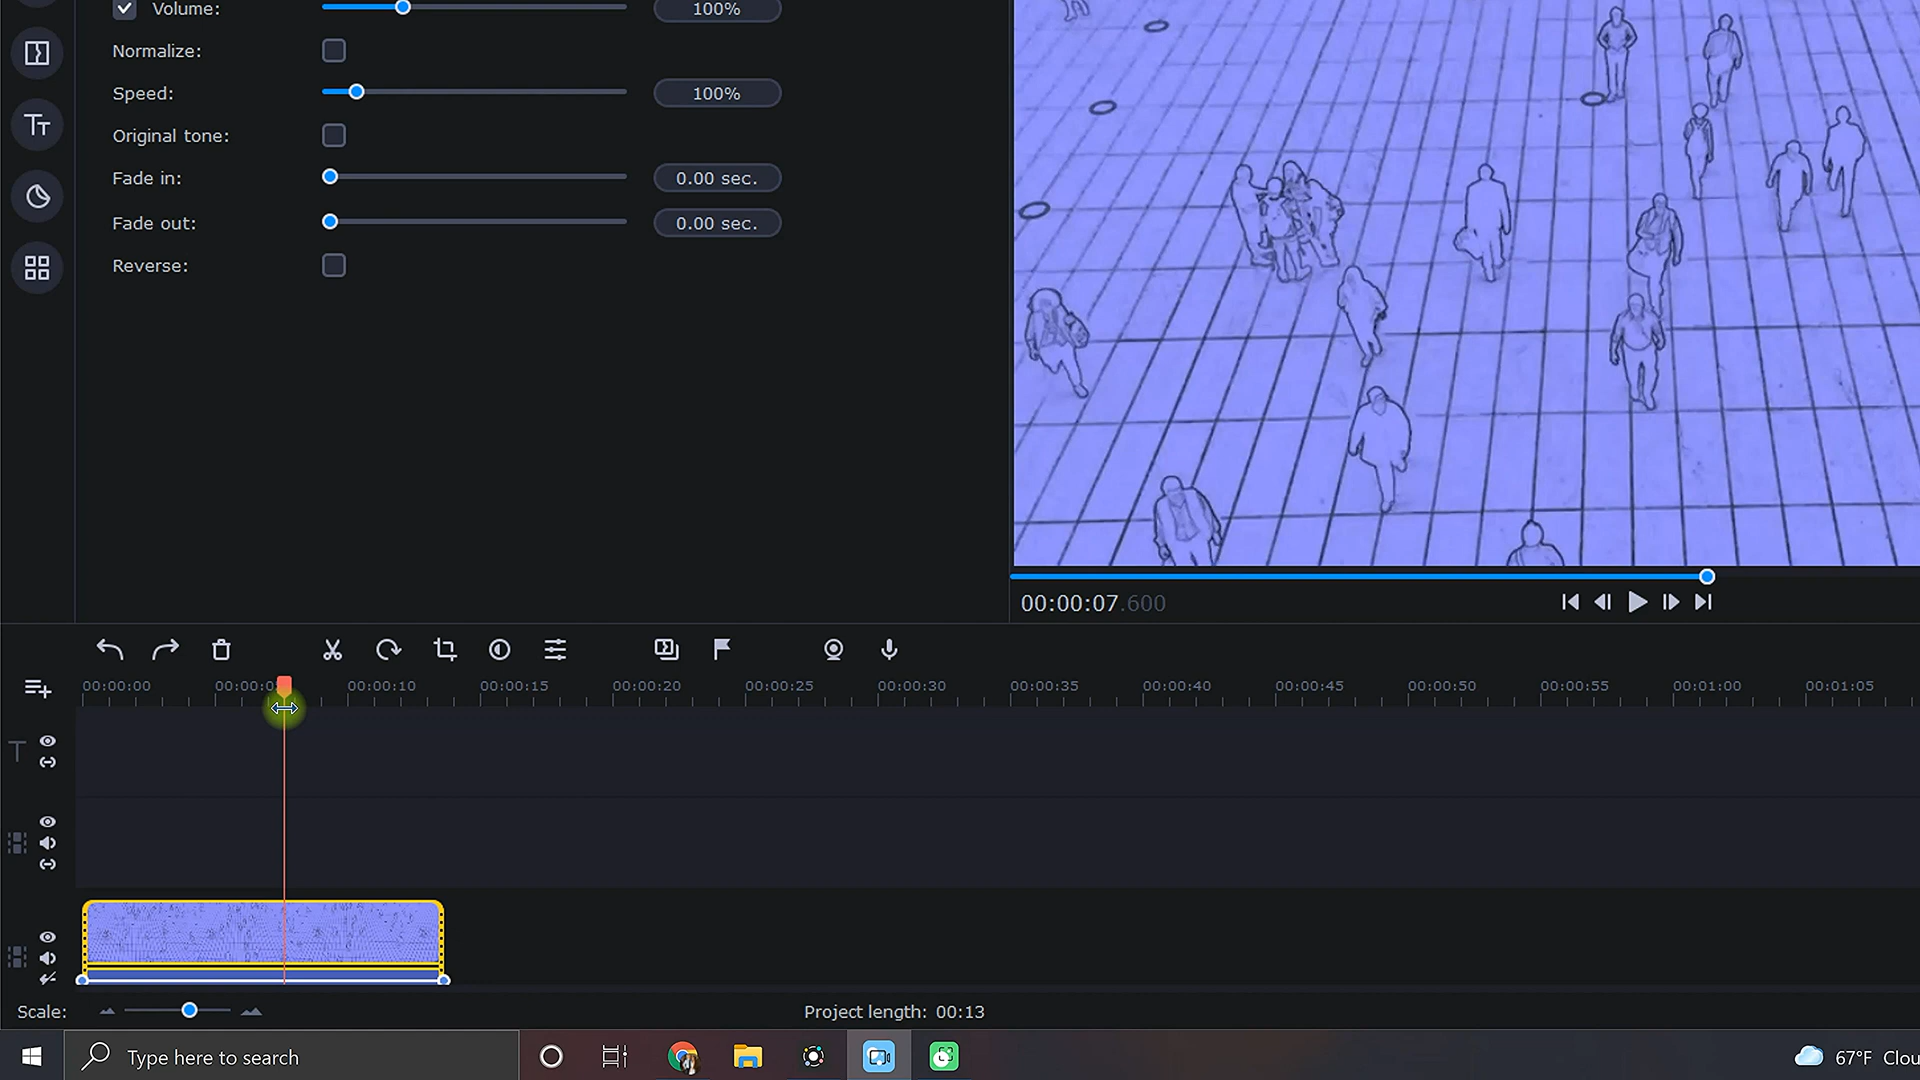 Volume: 100%
Normalize:
Speed: 100%
Original tone:
Fade in: 0.00 sec.
Fade out: 0.00 sec.
Reverse:
00:00:07.600
00:00:00 00:00:10 00:00:15 00:00:20 00:00:25 00:00:30 00:00:35 00:00:40 00:00:45 00:00:50 00:00:55 00:01:00 00:01:05
Scale: Project length: 00:13
Type here to search 67°F Clou